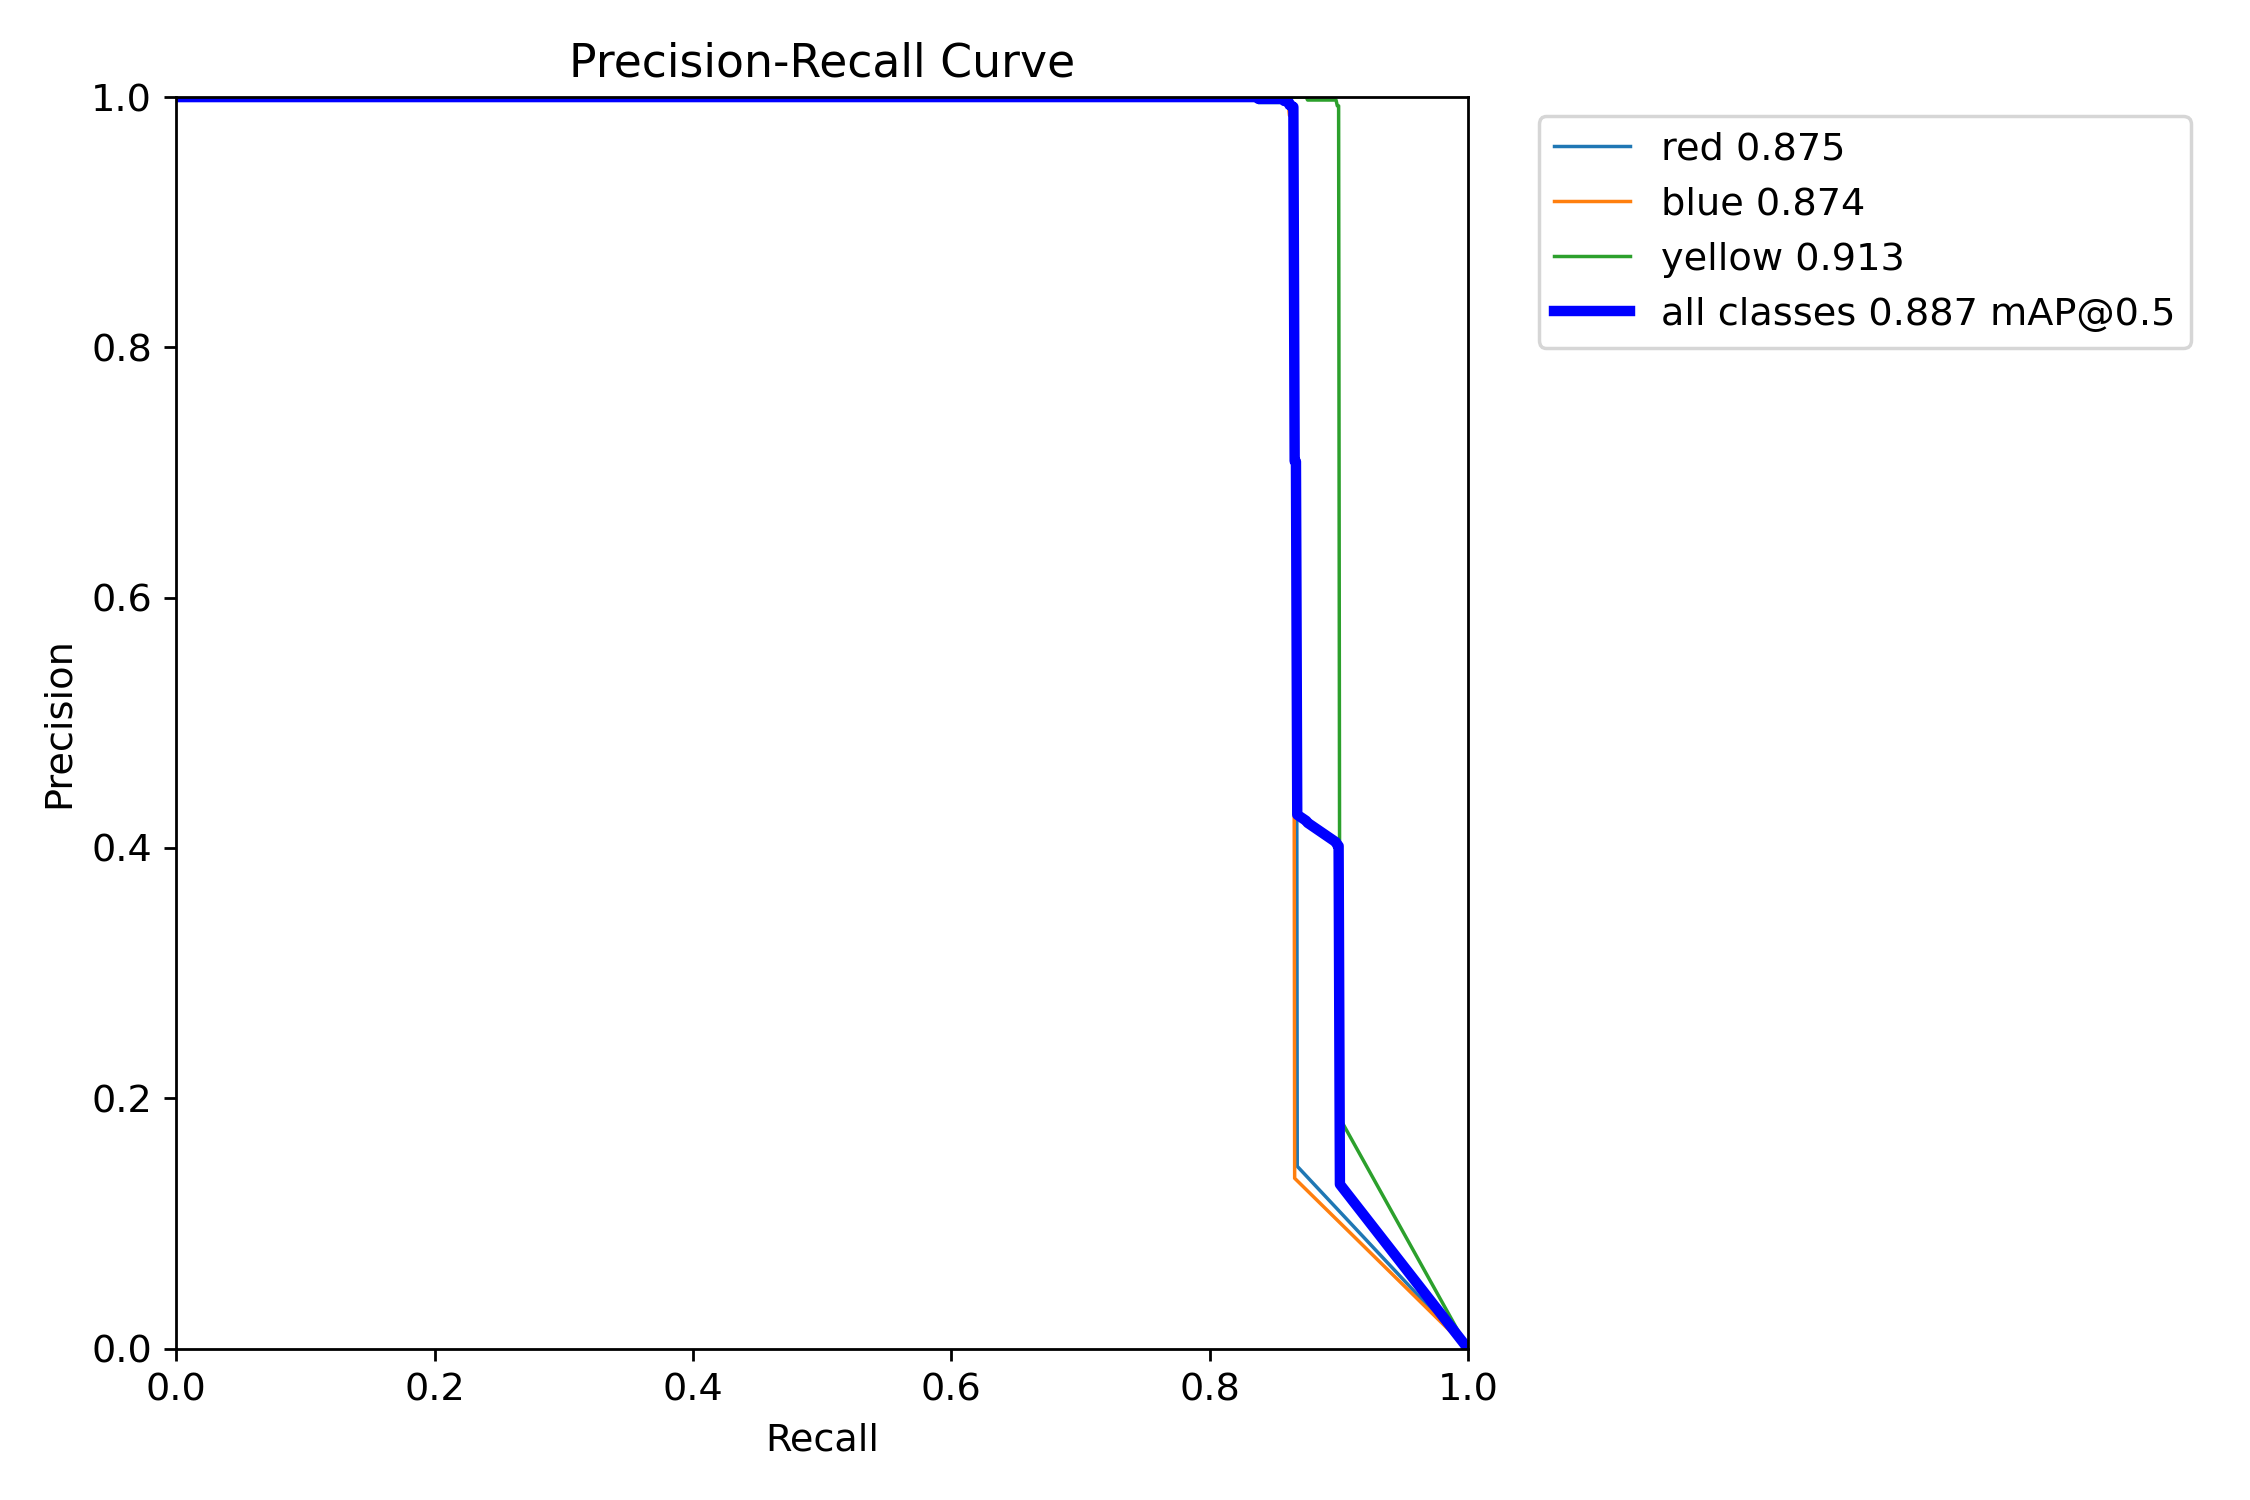 Precision-Recall Curve
1.0
0.8
0.6
0.4
0.2
0.0
Precision
0.0 0.2 0.4 0.6 0.8 1.0
Recall
red 0.875
blue 0.874
yellow 0.913
all classes 0.887 mAP@0.5